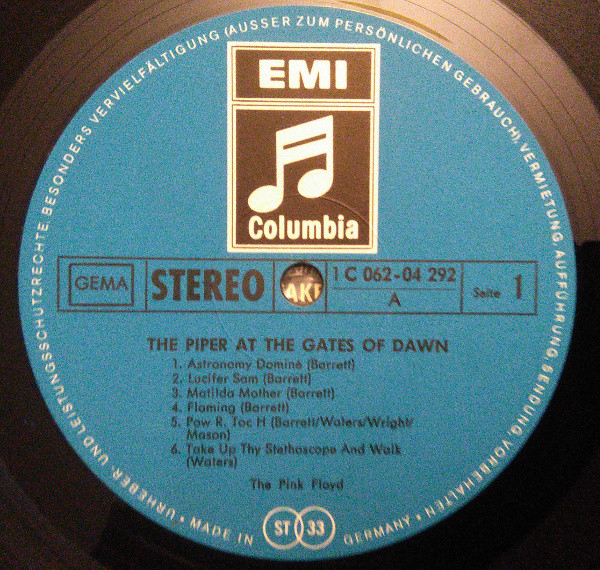 URHEBER- UND LEISTUNGSSCHUTZRECHTE, BESONDERS VERVIELFÄLTIGUNG (AUSSER ZUM PERSÖNLICHEN GEBRAUCH), VERMIETUNG, AUFFÜHRUNG, SENDUNG VORBEHALTEN
EMI
Columbia
GEMA
STEREO
AKE
1 C 062-04 292
A
Seite 1
THE PIPER AT THE GATES OF DAWN
1. Astronomy Dominé (Barrett)
2. Lucifer Sam (Barrett)
3. Matilda Mother (Barrett)
4. Flaming (Barrett)
5. Pow R. Toc H (Barrett/Waters/Wright/
Mason)
6. Take Up Thy Stethoscope And Walk
(Waters)
The Pink Floyd
• MADE IN ST 33 GERMANY •